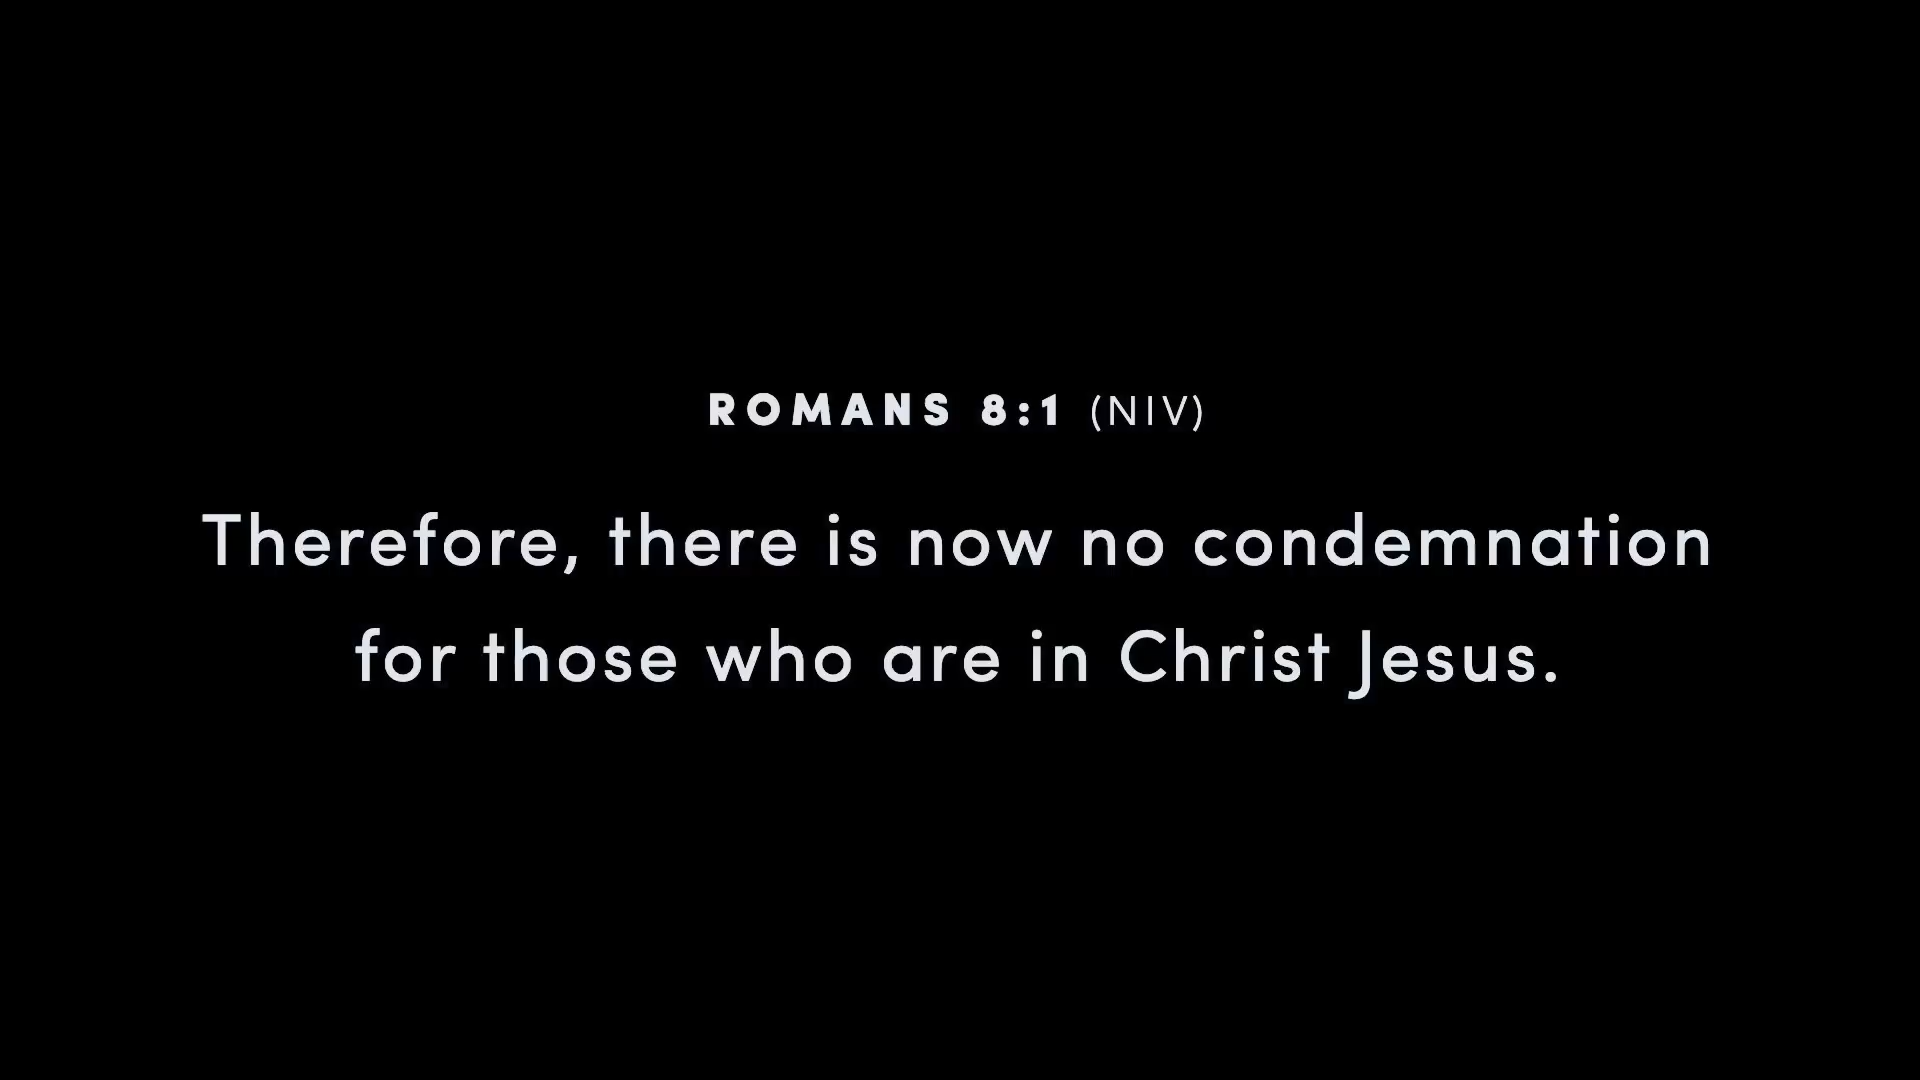 ROMANS 8:1 (NIV)
Therefore, there is now no condemnation
for those who are in Christ Jesus.